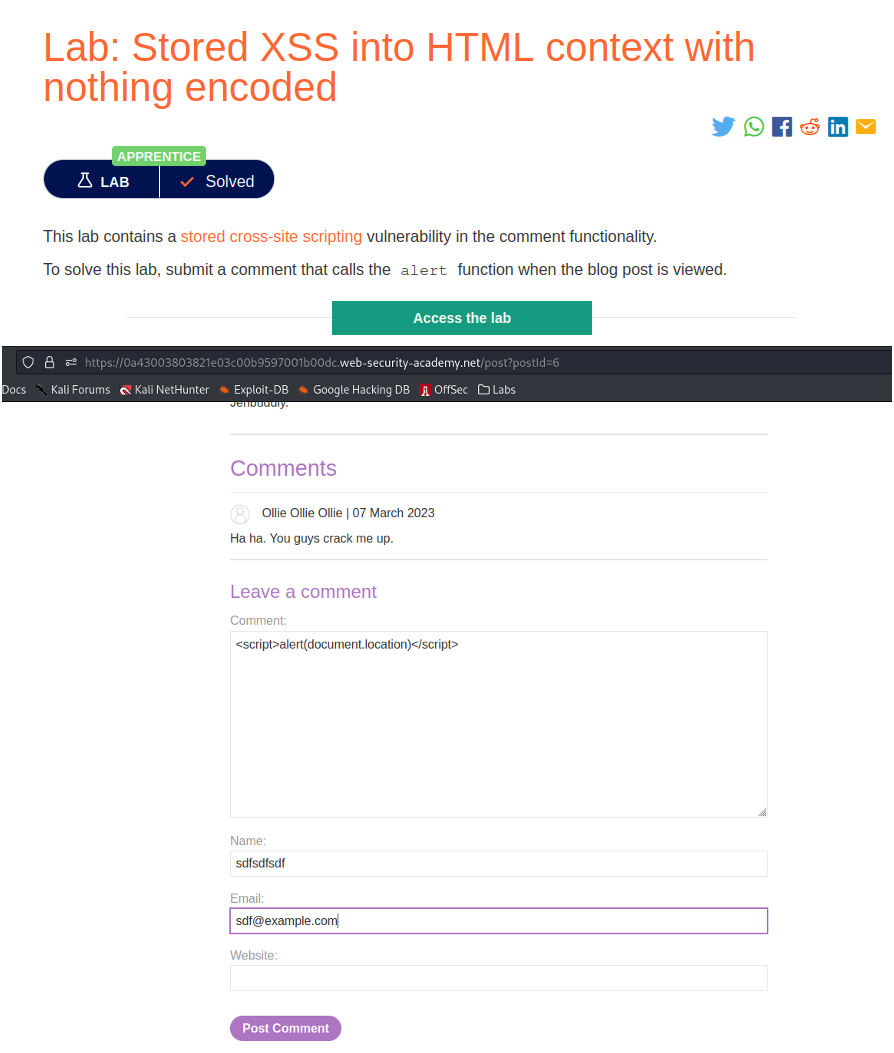 Lab: Stored XSS into HTML context with
nothing encoded
APPRENTICE
LAB
Solved
This lab contains a stored cross-site scripting vulnerability in the comment functionality.
To solve this lab, submit a comment that calls the alert function when the blog post is viewed.
Access the lab
https://0a43003803821e03c00b9597001b00dc.web-security-academy.net/post?postId=6
Docs Kali Forums Kali NetHunter Exploit-DB Google Hacking DB OffSec Labs
Comments
Ollie Ollie Ollie | 07 March 2023
Ha ha. You guys crack me up.
Leave a comment
Comment:
<script>alert(document.location)</script>
Name:
sdfsdfsdf
Email:
sdf@example.com
Website:
Post Comment